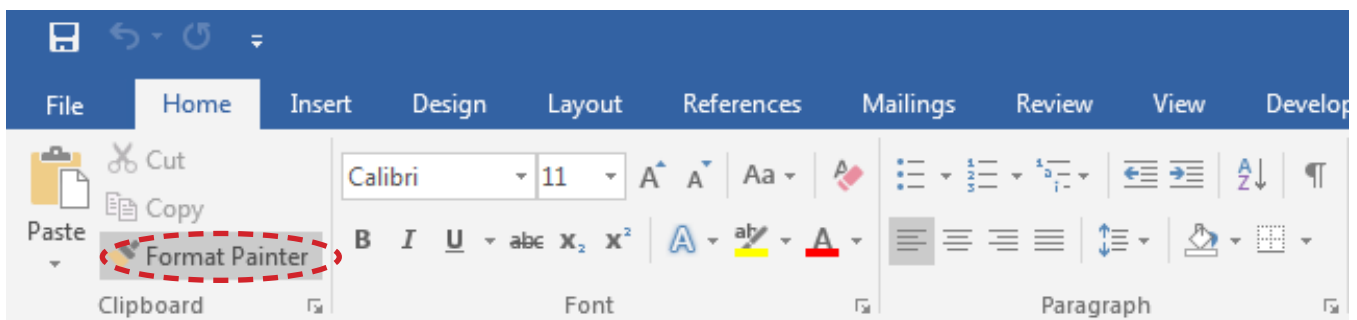 File Home Insert Design Layout References Mailings Review View Develop
Cut
Calibri 11 Aa
Copy
Paste
Format Painter
B I U abc X₂ X²
Clipboard Font Paragraph